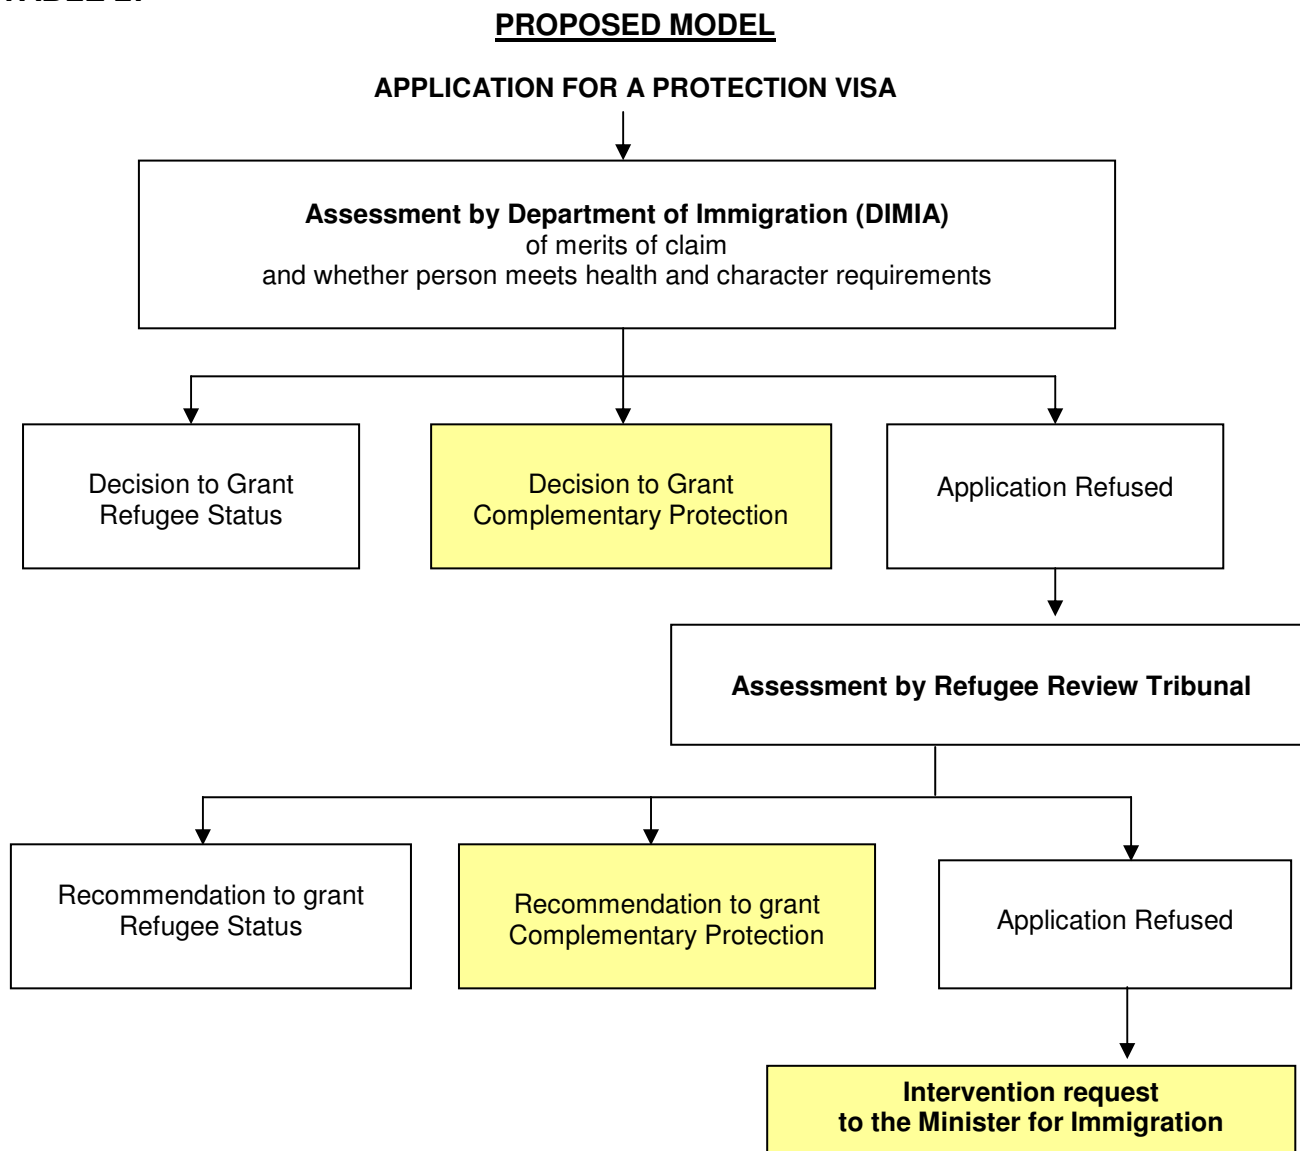 PROPOSED MODEL
APPLICATION FOR A PROTECTION VISA
Assessment by Department of Immigration (DIMIA)
of merits of claim
and whether person meets health and character requirements
Decision to Grant
Refugee Status
Decision to Grant
Complementary Protection
Application Refused
Assessment by Refugee Review Tribunal
Recommendation to grant
Refugee Status
Recommendation to grant
Complementary Protection
Application Refused
Intervention request
to the Minister for Immigration